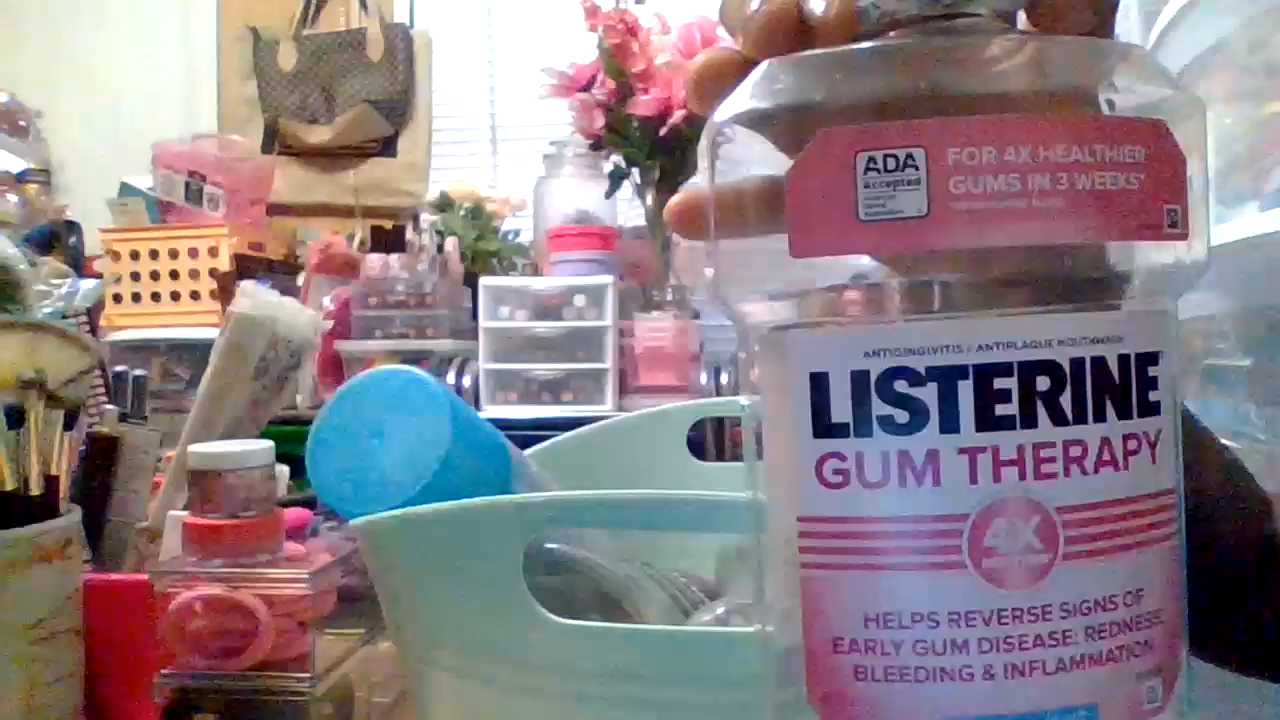 ADA
Accepted
FOR 4X HEALTHIER
GUMS IN 3 WEEKS*
ANTIGINGIVITIS / ANTIPLAQUE MOUTHWASH
LISTERINE
GUM THERAPY
4X
HELPS REVERSE SIGNS OF
EARLY GUM DISEASE: REDNESS,
BLEEDING & INFLAMMATION